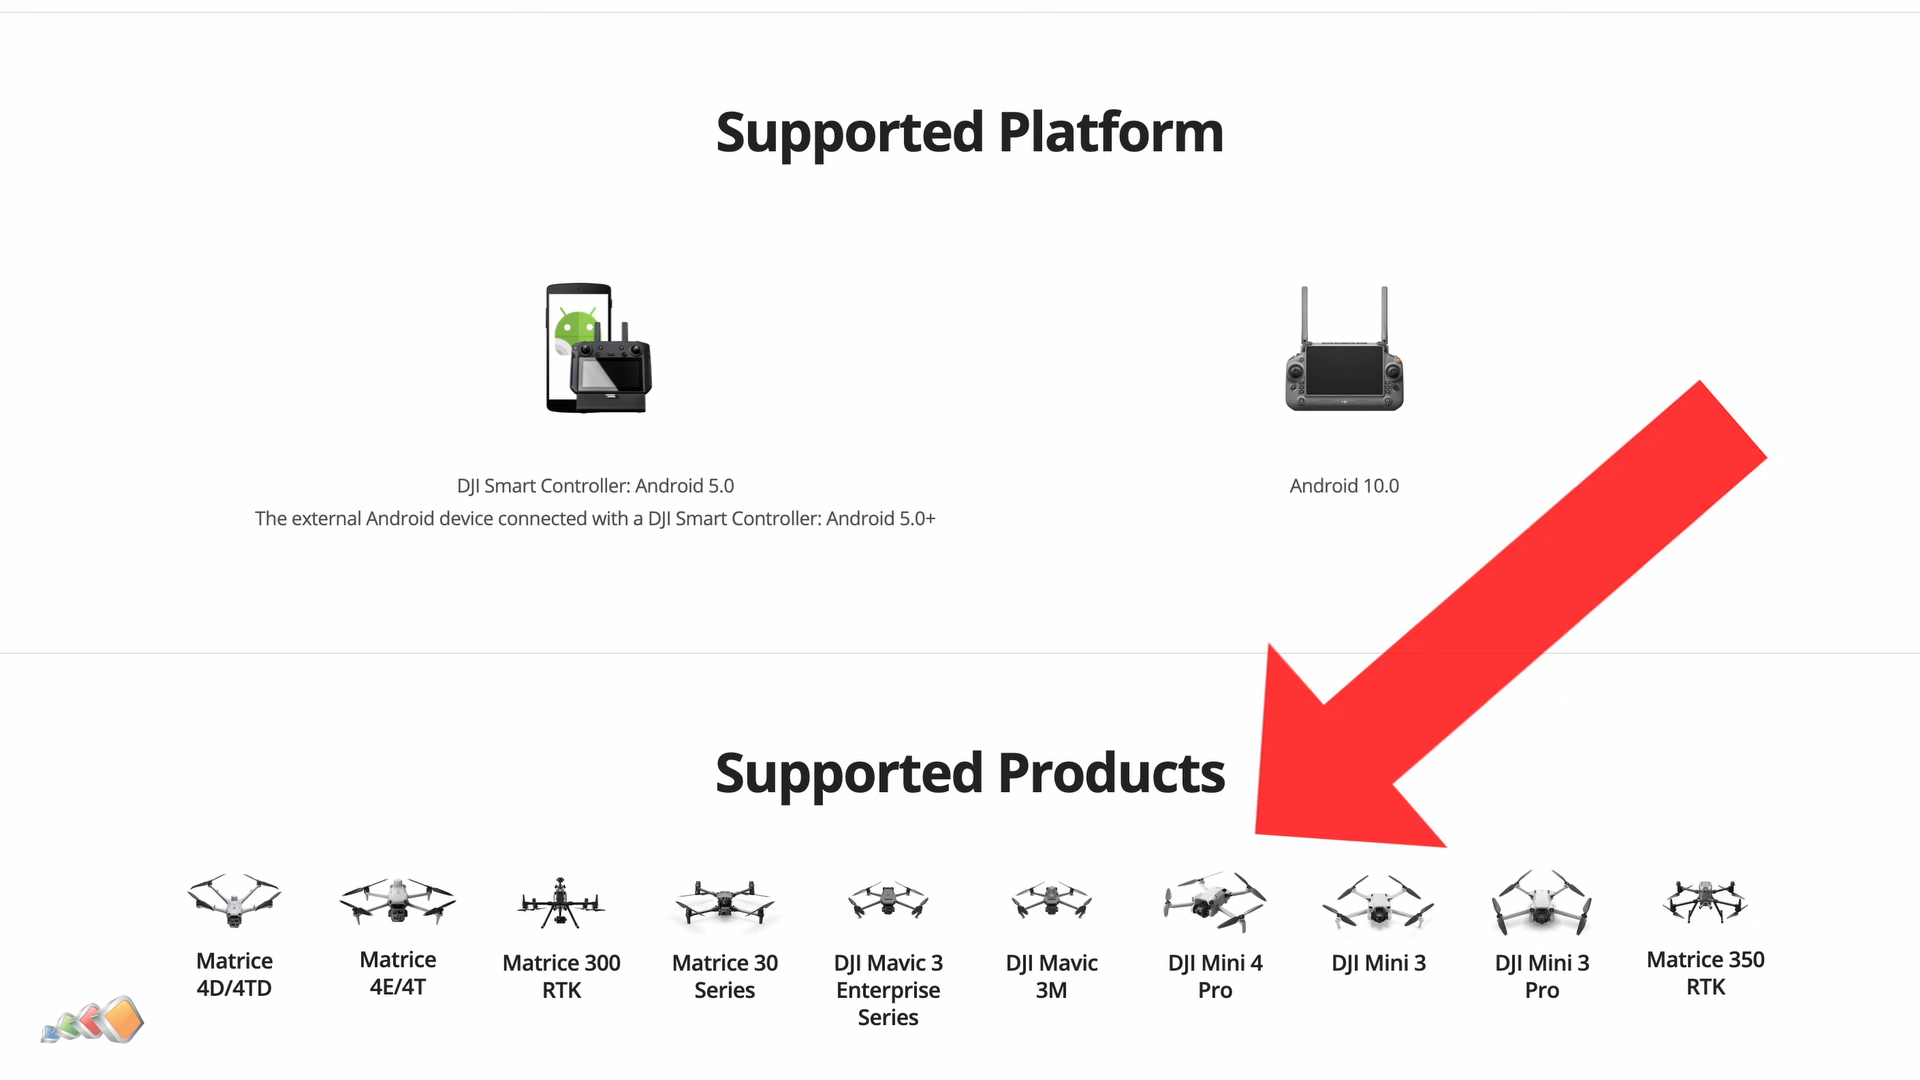 Supported Platform
DJI Smart Controller: Android 5.0
The external Android device connected with a DJI Smart Controller: Android 5.0+
Android 10.0
Supported Products
Matrice
4D/4TD
Matrice
4E/4T
Matrice 300
RTK
Matrice 30
Series
DJI Mavic 3
Enterprise
Series
DJI Mavic
3M
DJI Mini 4
Pro
DJI Mini 3
DJI Mini 3
Pro
Matrice 350
RTK